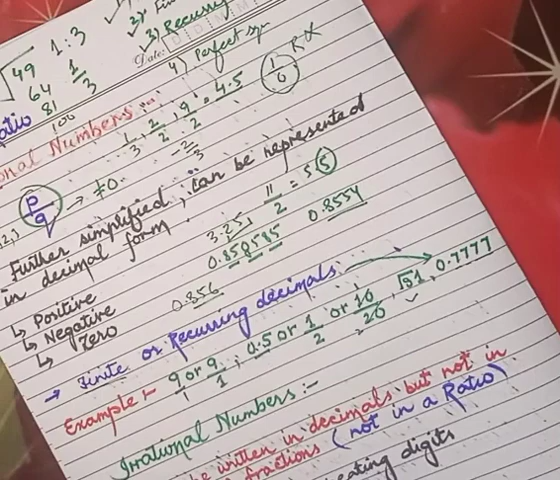 √49 1:3
64 1/3
81
100
3) Recurry
Date:
4) Perfect sq
atio
onal Numbers
1/3, 2/2, 9/2 = 4.5 1/0 RX
-2/3
p/q → ≠0
Further simplified, can be represented
in decimal form
3.25, 11/2 = 5.5
0.858585 0.8554
↳ Positive
↳ Negative
↳ Zero
0.856
→ Finite or Recurring decimals
Example:- 9 or 9/1, 0.5 or 1/2 or 10/20, √81, 0.7777
Irrational Numbers:-
be written in decimals but not in
fractions (not in a Ratio)
eating digits